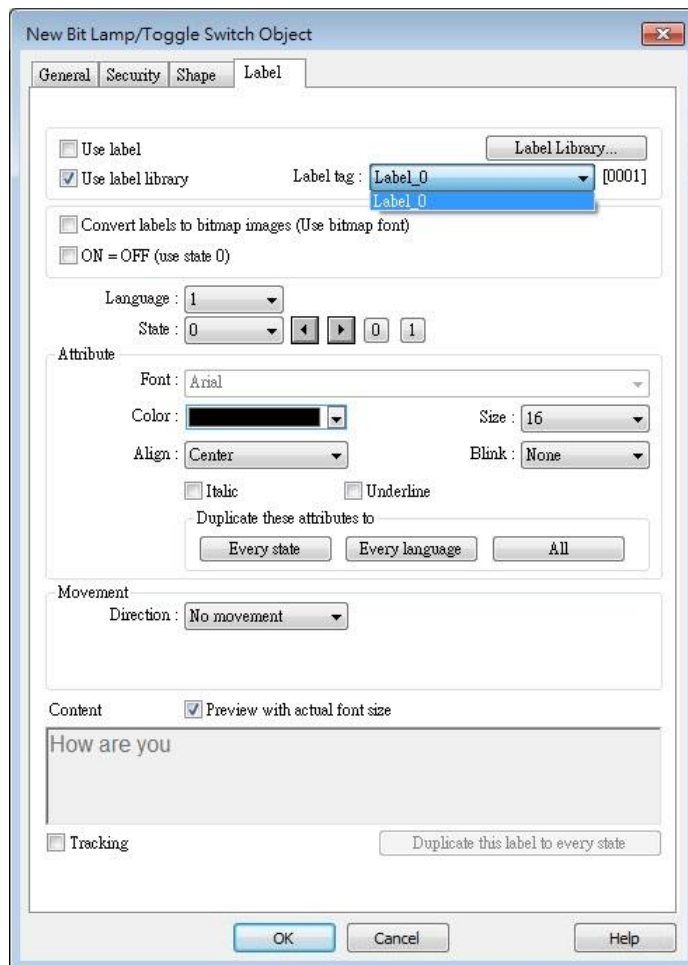 New Bit Lamp/Toggle Switch Object
General Security Shape Label
Use label Label Library...
Use label library Label tag : Label_0 [0001]
Label_0
Convert labels to bitmap images (Use bitmap font)
ON = OFF (use state 0)
Language : 1
State : 0 0 1
Attribute
Font : Arial
Color : Size : 16
Align : Center Blink : None
Italic Underline
Duplicate these attributes to
Every state Every language All
Movement
Direction : No movement
Content Preview with actual font size
How are you
Tracking Duplicate this label to every state
OK Cancel Help